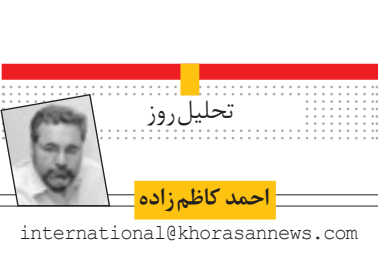 تحلیل روز
احمد کاظم زاده
international@khorasannews.com